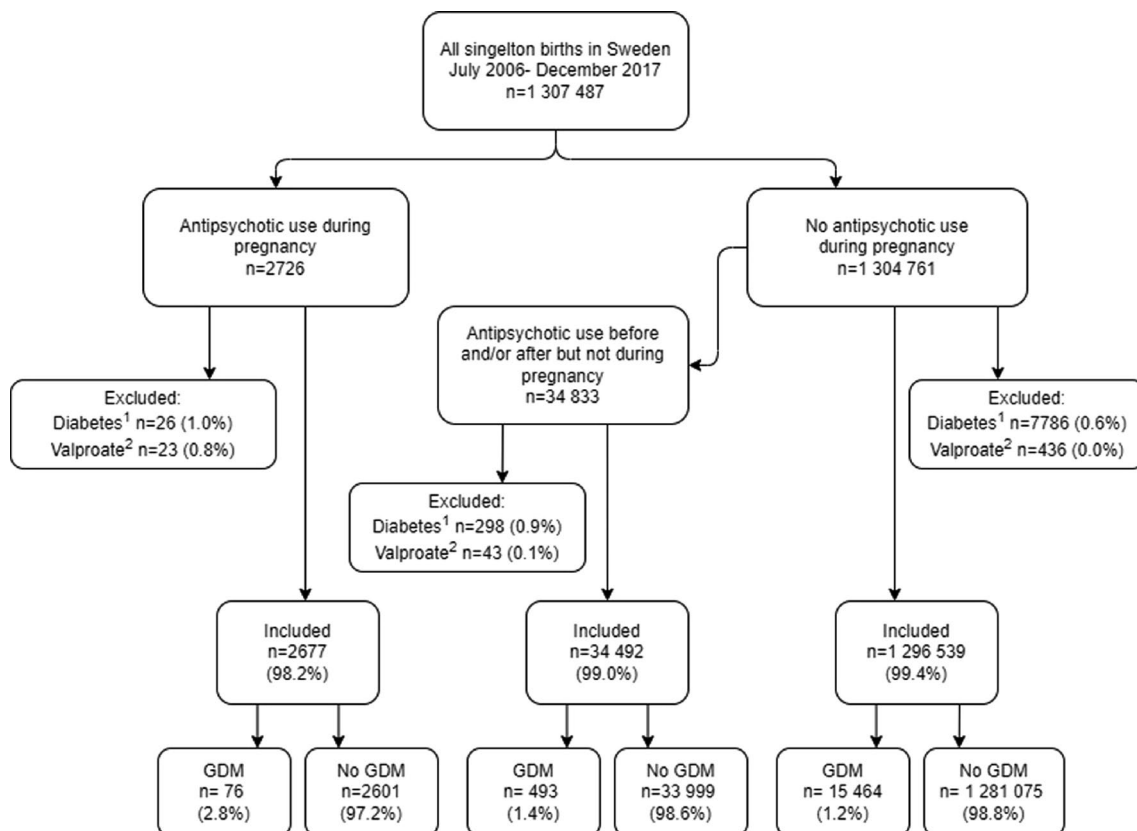 All singelton births in Sweden
July 2006- December 2017
n=1 307 487
Antipsychotic use during
pregnancy
n=2726
No antipsychotic use
during pregnancy
n=1 304 761
Antipsychotic use before
and/or after but not during
pregnancy
n=34 833
Excluded:
Diabetes¹ n=26 (1.0%)
Valproate² n=23 (0.8%)
Excluded:
Diabetes¹ n=7786 (0.6%)
Valproate² n=436 (0.0%)
Excluded:
Diabetes¹ n=298 (0.9%)
Valproate² n=43 (0.1%)
Included
n=2677
(98.2%)
Included
n=34 492
(99.0%)
Included
n=1 296 539
(99.4%)
GDM
n= 76
(2.8%)
No GDM
n=2601
(97.2%)
GDM
n= 493
(1.4%)
No GDM
n=33 999
(98.6%)
GDM
n= 15 464
(1.2%)
No GDM
n= 1 281 075
(98.8%)